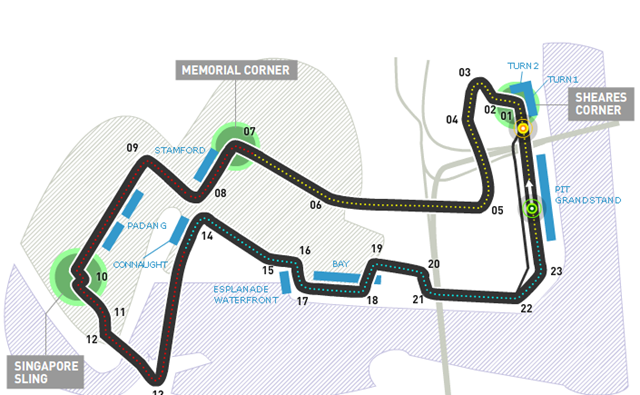 TURN 2
TURN 1
03
MEMORIAL CORNER
SHEARES
CORNER
02
01
04
07
09
STAMFORD
08
PIT
GRANDSTAND
06
05
PADANG
14
CONNAUGHT
16
19
15
BAY
20
23
10
ESPLANADE
WATERFRONT
17
18
21
22
11
12
SINGAPORE
SLING